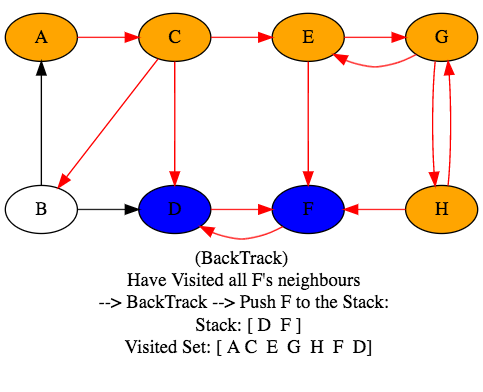 A C E G
B D F H
(BackTrack)
Have Visited all F's neighbours
--> BackTrack --> Push F to the Stack:
Stack: [ D  F ]
Visited Set: [ A C  E  G  H  F  D]